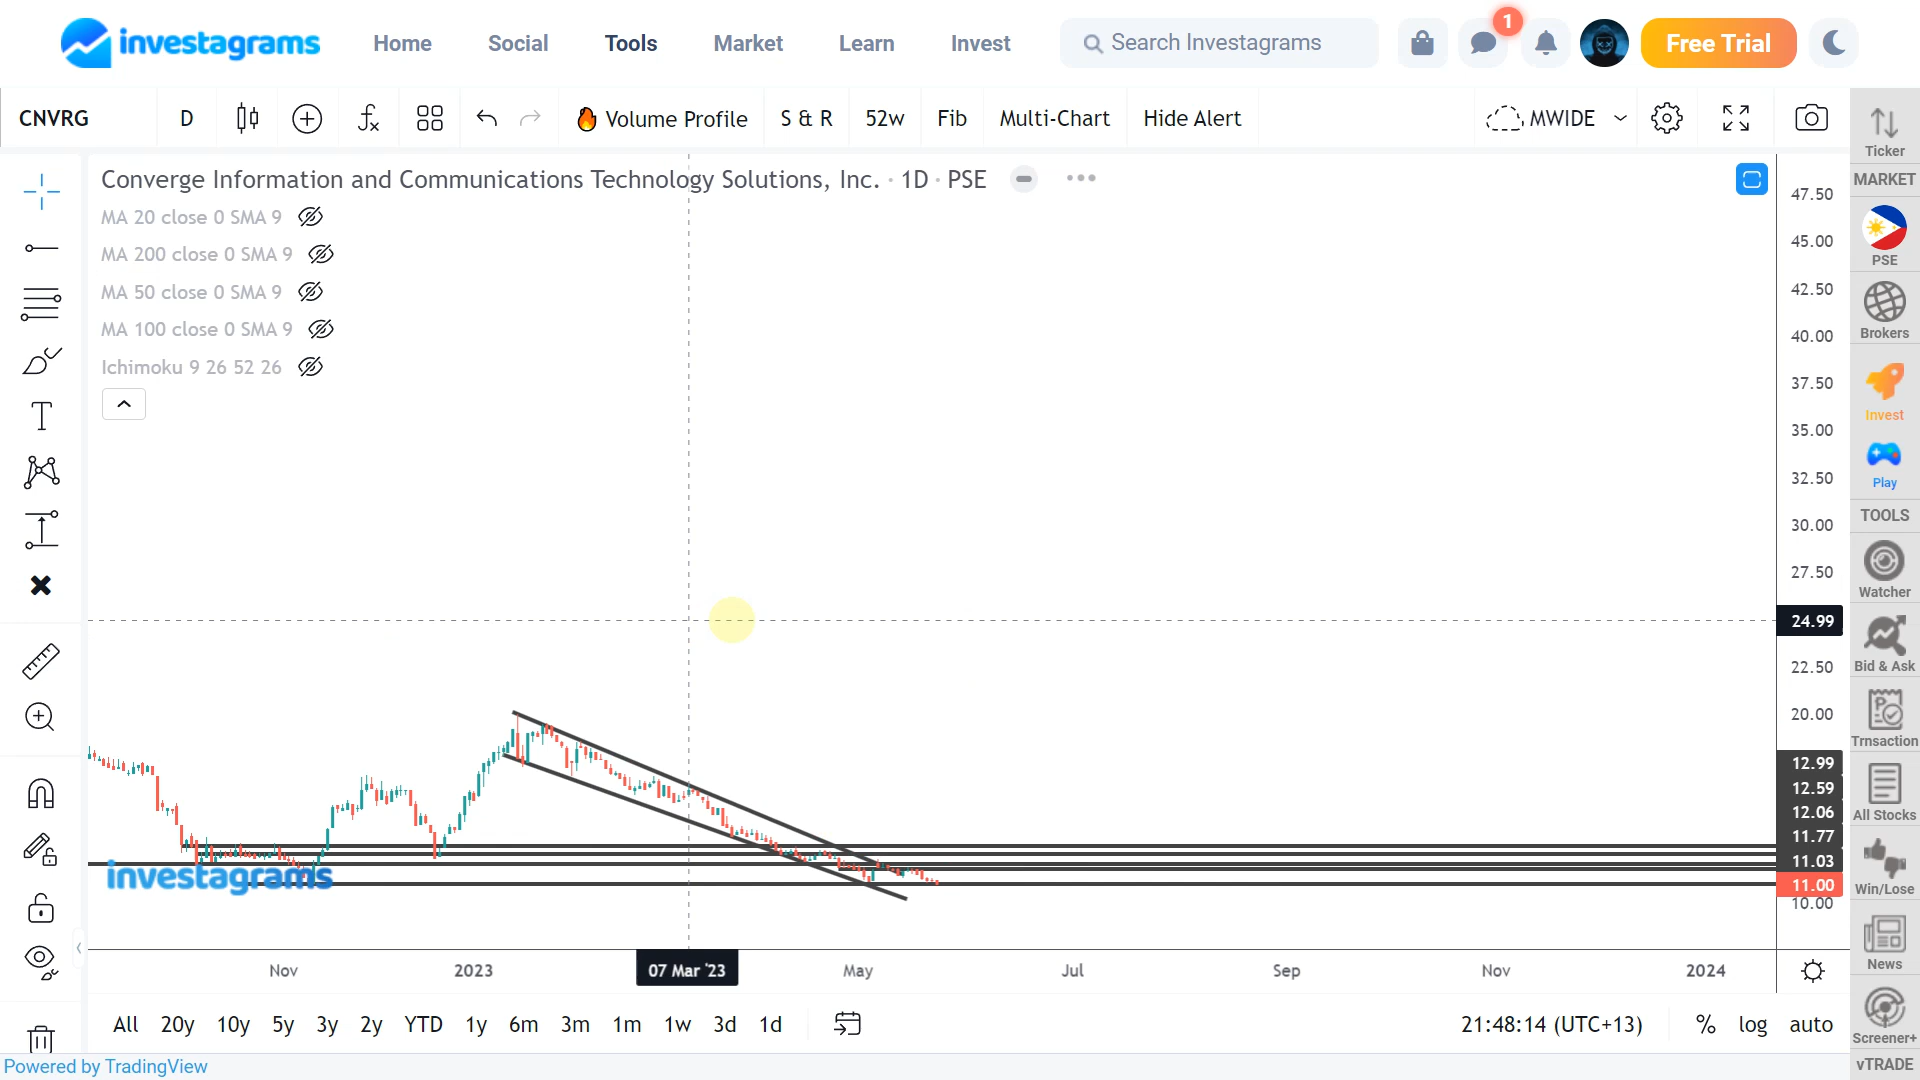 investagrams Home Social Tools Market Learn Invest Search Investagrams 1 Free Trial
CNVRG D Volume Profile S & R 52w Fib Multi-Chart Hide Alert MWIDE
Converge Information and Communications Technology Solutions, Inc. · 1D · PSE
MA 20 close 0 SMA 9
MA 200 close 0 SMA 9
MA 50 close 0 SMA 9
MA 100 close 0 SMA 9
Ichimoku 9 26 52 26
investagrams
47.50
45.00
42.50
40.00
37.50
35.00
32.50
30.00
27.50
24.99
22.50
20.00
12.99
12.59
12.06
11.77
11.03
11.00
10.00
Nov 2023 07 Mar '23 May Jul Sep Nov 2024
All 20y 10y 5y 3y 2y YTD 1y 6m 3m 1m 1w 3d 1d 21:48:14 (UTC+13) % log auto
Powered by TradingView
Ticker
MARKET
PSE
Brokers
Invest
Play
TOOLS
Watcher
Bid & Ask
Trnsaction
All Stocks
Win/Lose
News
Screener+
vTRADE